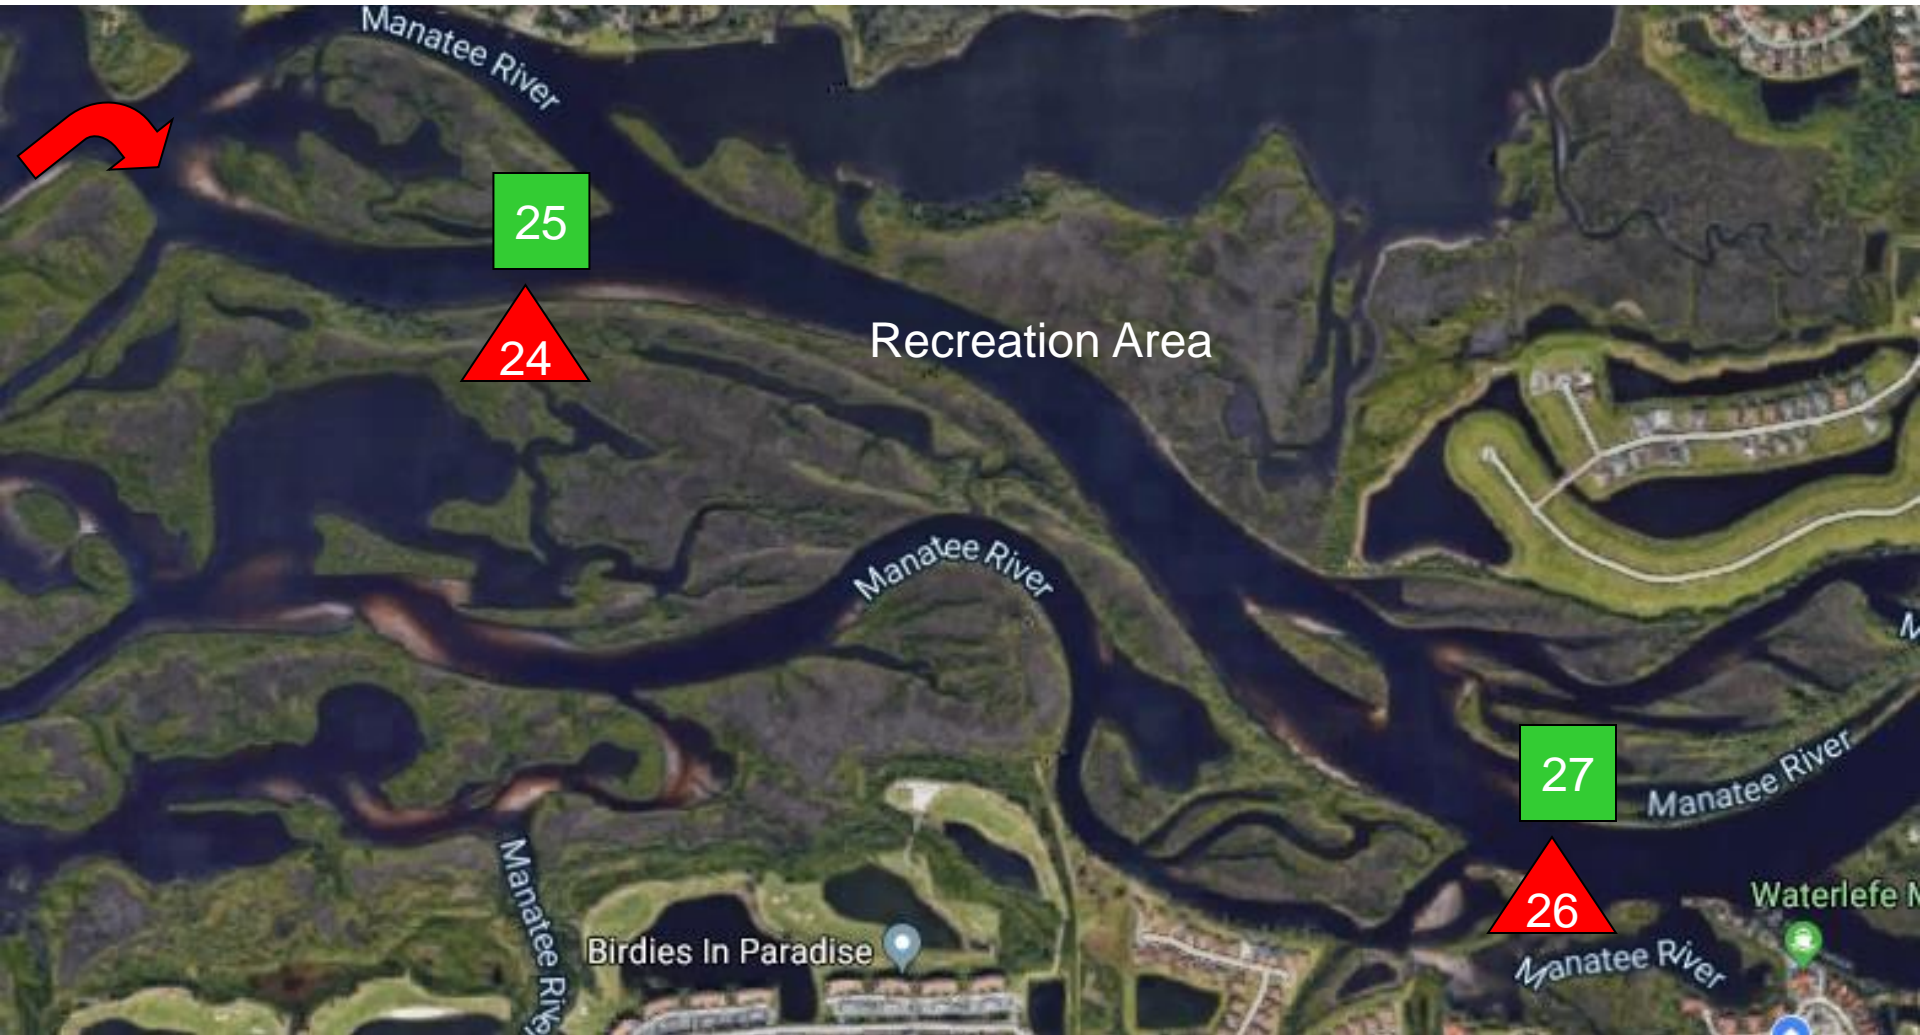 Manatee River
25
24
Recreation Area
Manatee River
27
Manatee River
26
Waterlefe M
Birdies In Paradise
Manatee River
Manatee Riv
M